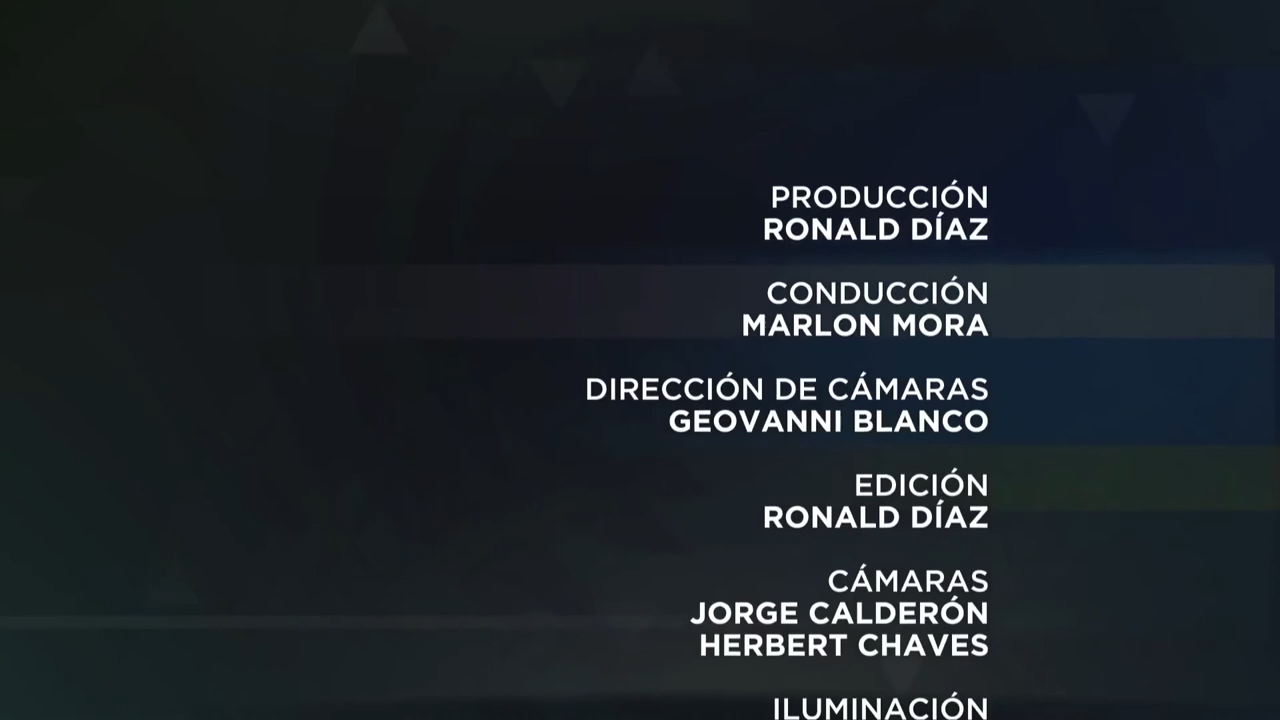 PRODUCCIÓN
RONALD DÍAZ
CONDUCCIÓN
MARLON MORA
DIRECCIÓN DE CÁMARAS
GEOVANNI BLANCO
EDICIÓN
RONALD DÍAZ
CÁMARAS
JORGE CALDERÓN
HERBERT CHAVES
ILUMINACIÓN